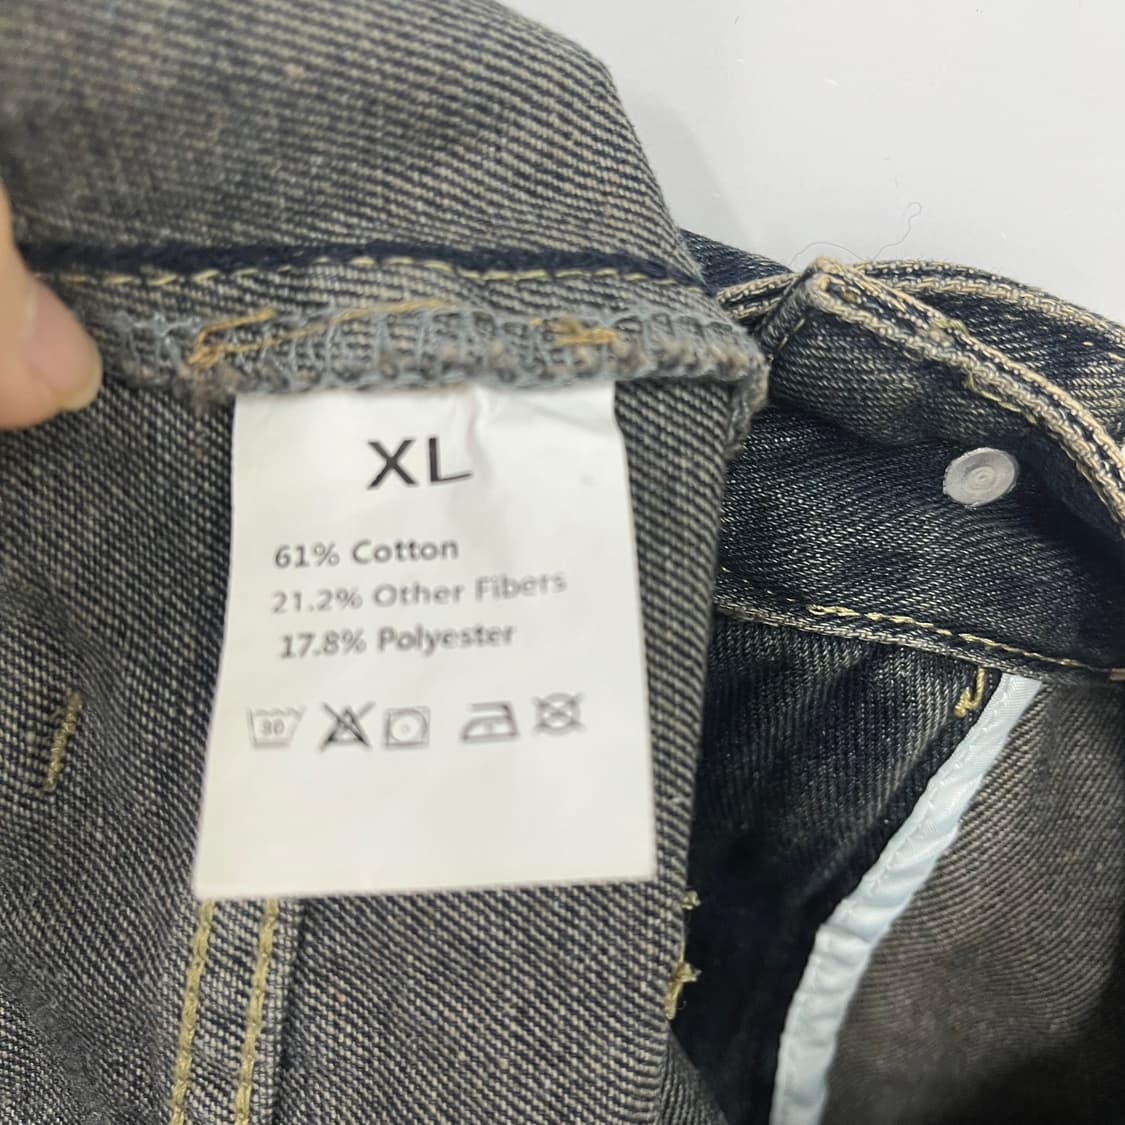 XL
61% Cotton
21.2% Other Fibers
17.8% Polyester
30